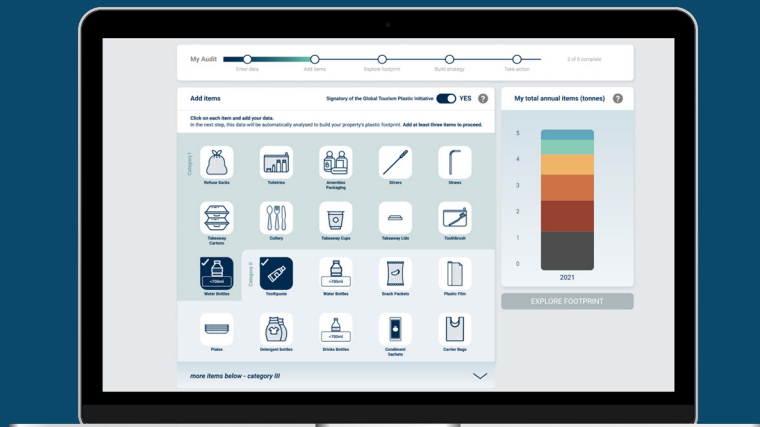 My Audit
Enter data
Add items
Explore footprint
Build strategy
Take action
2 of 5 complete
Add items
Signatory of the Global Tourism Plastic Initiative
YES
?
Click on each item and add your data.
In the next step, this data will be automatically analysed to build your property's plastic footprint. Add at least three items to proceed.
Category I
Refuse Sacks
Toiletries
Amenities
Packaging
Stirers
Straws
Takeaway
Cartons
Cutlery
Takeaway Cups
Takeaway Lids
Toothbrush
<700ml
Water Bottles
Category II
Toothpaste
>700ml
Water Bottles
Snack Packets
Plastic Film
Plates
Detergent bottles
<700ml
Drinks Bottles
Condiment
Sachets
Carrier Bags
more items below - category III
My total annual items (tonnes)
?
5
4
3
2
1
0
2021
EXPLORE FOOTPRINT